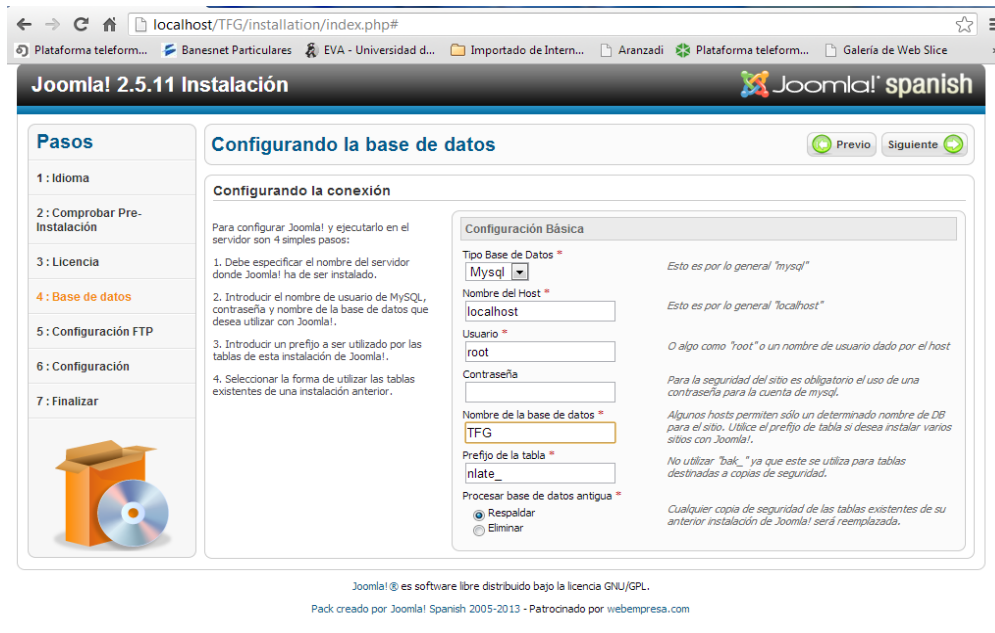 localhost/TFG/installation/index.php#
Plataforma teleform... Banesnet Particulares EVA - Universidad d... Importado de Intern... Aranzadi Plataforma teleform... Galería de Web Slice
Joomla! 2.5.11 Instalación
Joomla! spanish
Pasos
1 : Idioma
2 : Comprobar Pre-
Instalación
3 : Licencia
4 : Base de datos
5 : Configuración FTP
6 : Configuración
7 : Finalizar
Configurando la base de datos
Previo
Siguiente
Configurando la conexión
Para configurar Joomla! y ejecutarlo en el
servidor son 4 simples pasos:
1. Debe especificar el nombre del servidor
donde Joomla! ha de ser instalado.
2. Introducir el nombre de usuario de MySQL,
contraseña y nombre de la base de datos que
desea utilizar con Joomla!.
3. Introducir un prefijo a ser utilizado por las
tablas de esta instalación de Joomla!.
4. Seleccionar la forma de utilizar las tablas
existentes de una instalación anterior.
Configuración Básica
Tipo Base de Datos *
Mysql
Esto es por lo general "mysql"
Nombre del Host *
localhost
Esto es por lo general "localhost"
Usuario *
root
O algo como "root" o un nombre de usuario dado por el host
Contraseña
Para la seguridad del sitio es obligatorio el uso de una
contraseña para la cuenta de mysql.
Nombre de la base de datos *
TFG
Algunos hosts permiten sólo un determinado nombre de DB
para el sitio. Utilice el prefijo de tabla si desea instalar varios
sitios con Joomla!.
Prefijo de la tabla *
nlate_
No utilizar "bak_" ya que este se utiliza para tablas
destinadas a copias de seguridad.
Procesar base de datos antigua *
Respaldar
Eliminar
Cualquier copia de seguridad de las tablas existentes de su
anterior instalación de Joomla! será reemplazada.
Joomla! ® es software libre distribuido bajo la licencia GNU/GPL.
Pack creado por Joomla! Spanish 2005-2013 - Patrocinado por webempresa.com